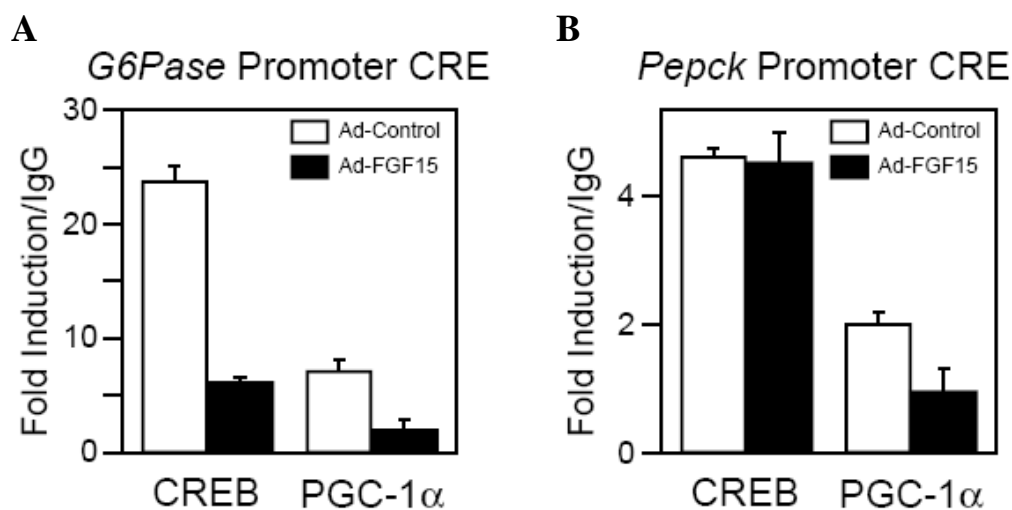 A
G6Pase Promoter CRE
Fold Induction/IgG
30
20
10
0
Ad-Control
Ad-FGF15
CREB
PGC-1α
B
Pepck Promoter CRE
Fold Induction/IgG
4
2
0
Ad-Control
Ad-FGF15
CREB
PGC-1α